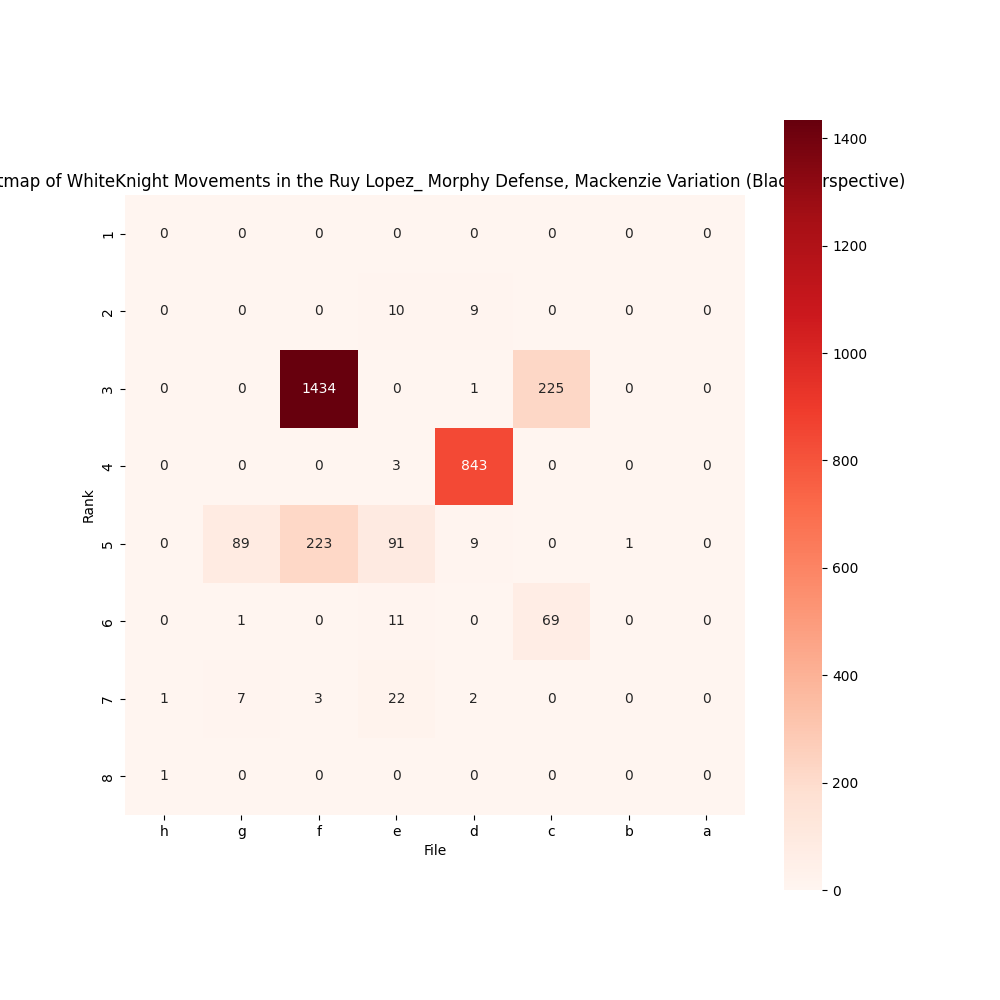 tmap of WhiteKnight Movements in the Ruy Lopez_ Morphy Defense, Mackenzie Variation (Blac rspective)
1 0 0 0 0 0 0 0 0
2 0 0 0 10 9 0 0 0
3 0 0 1434 0 1 225 0 0
4 0 0 0 3 843 0 0 0
Rank
5 0 89 223 91 9 0 1 0
6 0 1 0 11 0 69 0 0
7 1 7 3 22 2 0 0 0
8 1 0 0 0 0 0 0 0
h g f e d c b a
File
1400
1200
1000
800
600
400
200
0